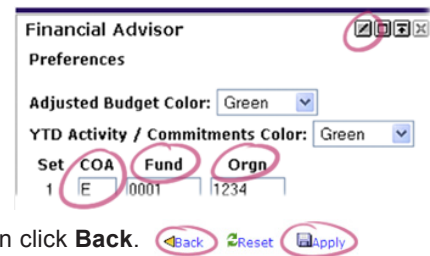 Financial Advisor
Preferences
Adjusted Budget Color: Green
YTD Activity / Commitments Color: Green
Set COA Fund Orgn
1 E 0001 1234
n click Back. Back Reset Apply